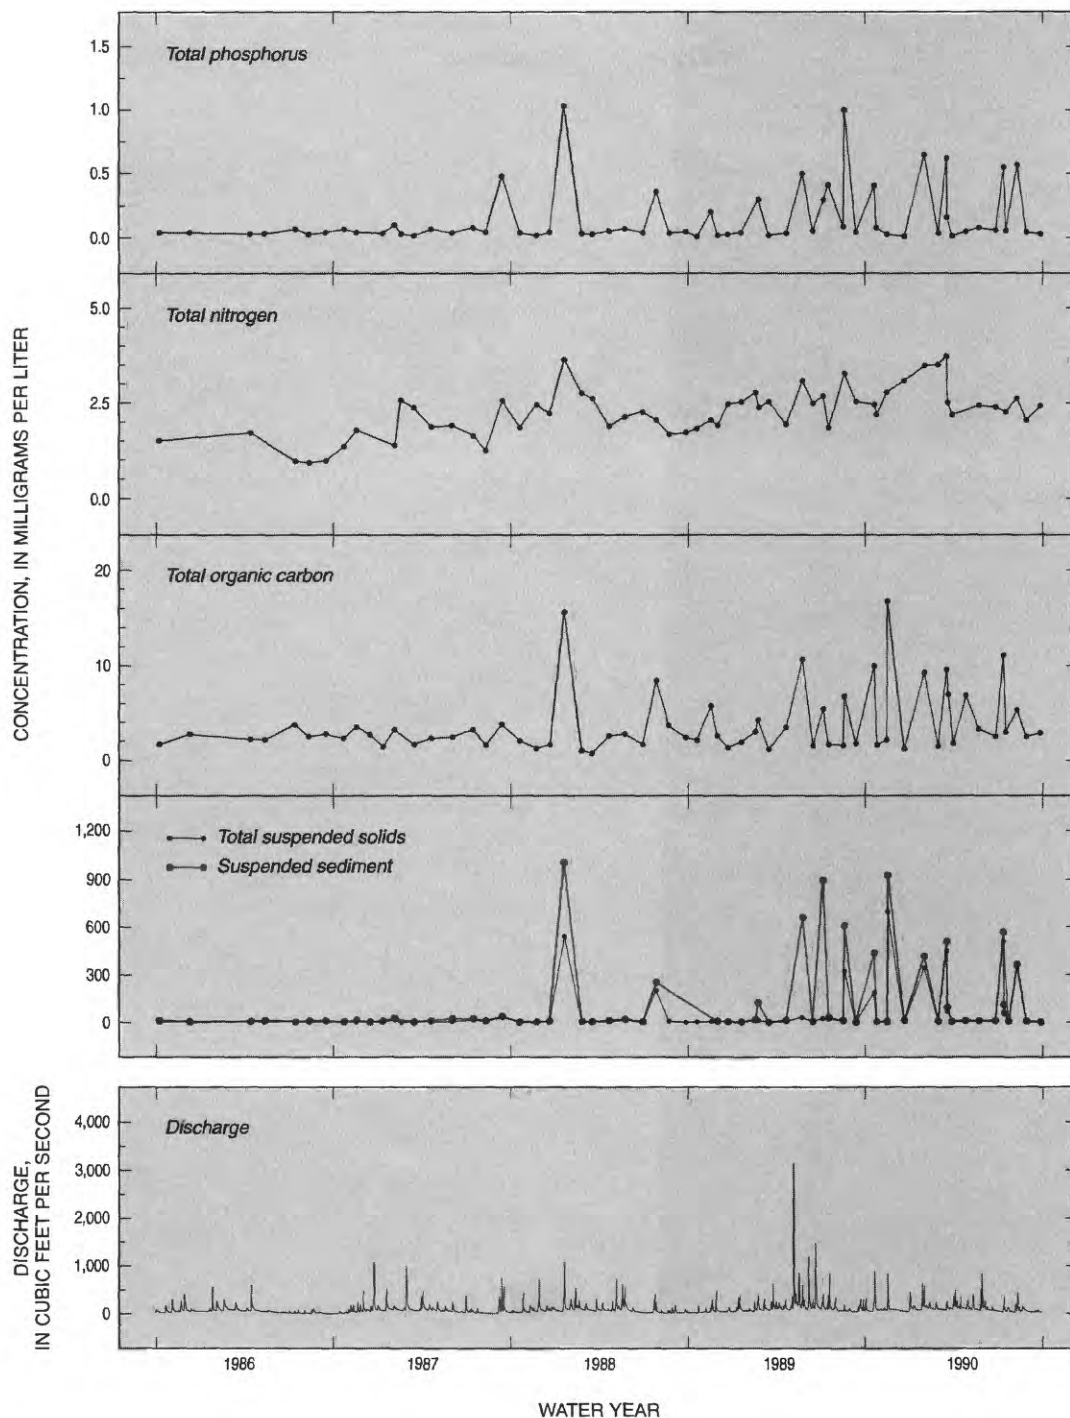 Total phosphorus
1.5
1.0
0.5
0.0
Total nitrogen
5.0
2.5
0.0
Total organic carbon
20
10
0
CONCENTRATION, IN MILLIGRAMS PER LITER
Total suspended solids
Suspended sediment
1,200
900
600
300
0
Discharge
4,000
3,000
2,000
1,000
0
DISCHARGE,
IN CUBIC FEET PER SECOND
1986 1987 1988 1989 1990
WATER YEAR